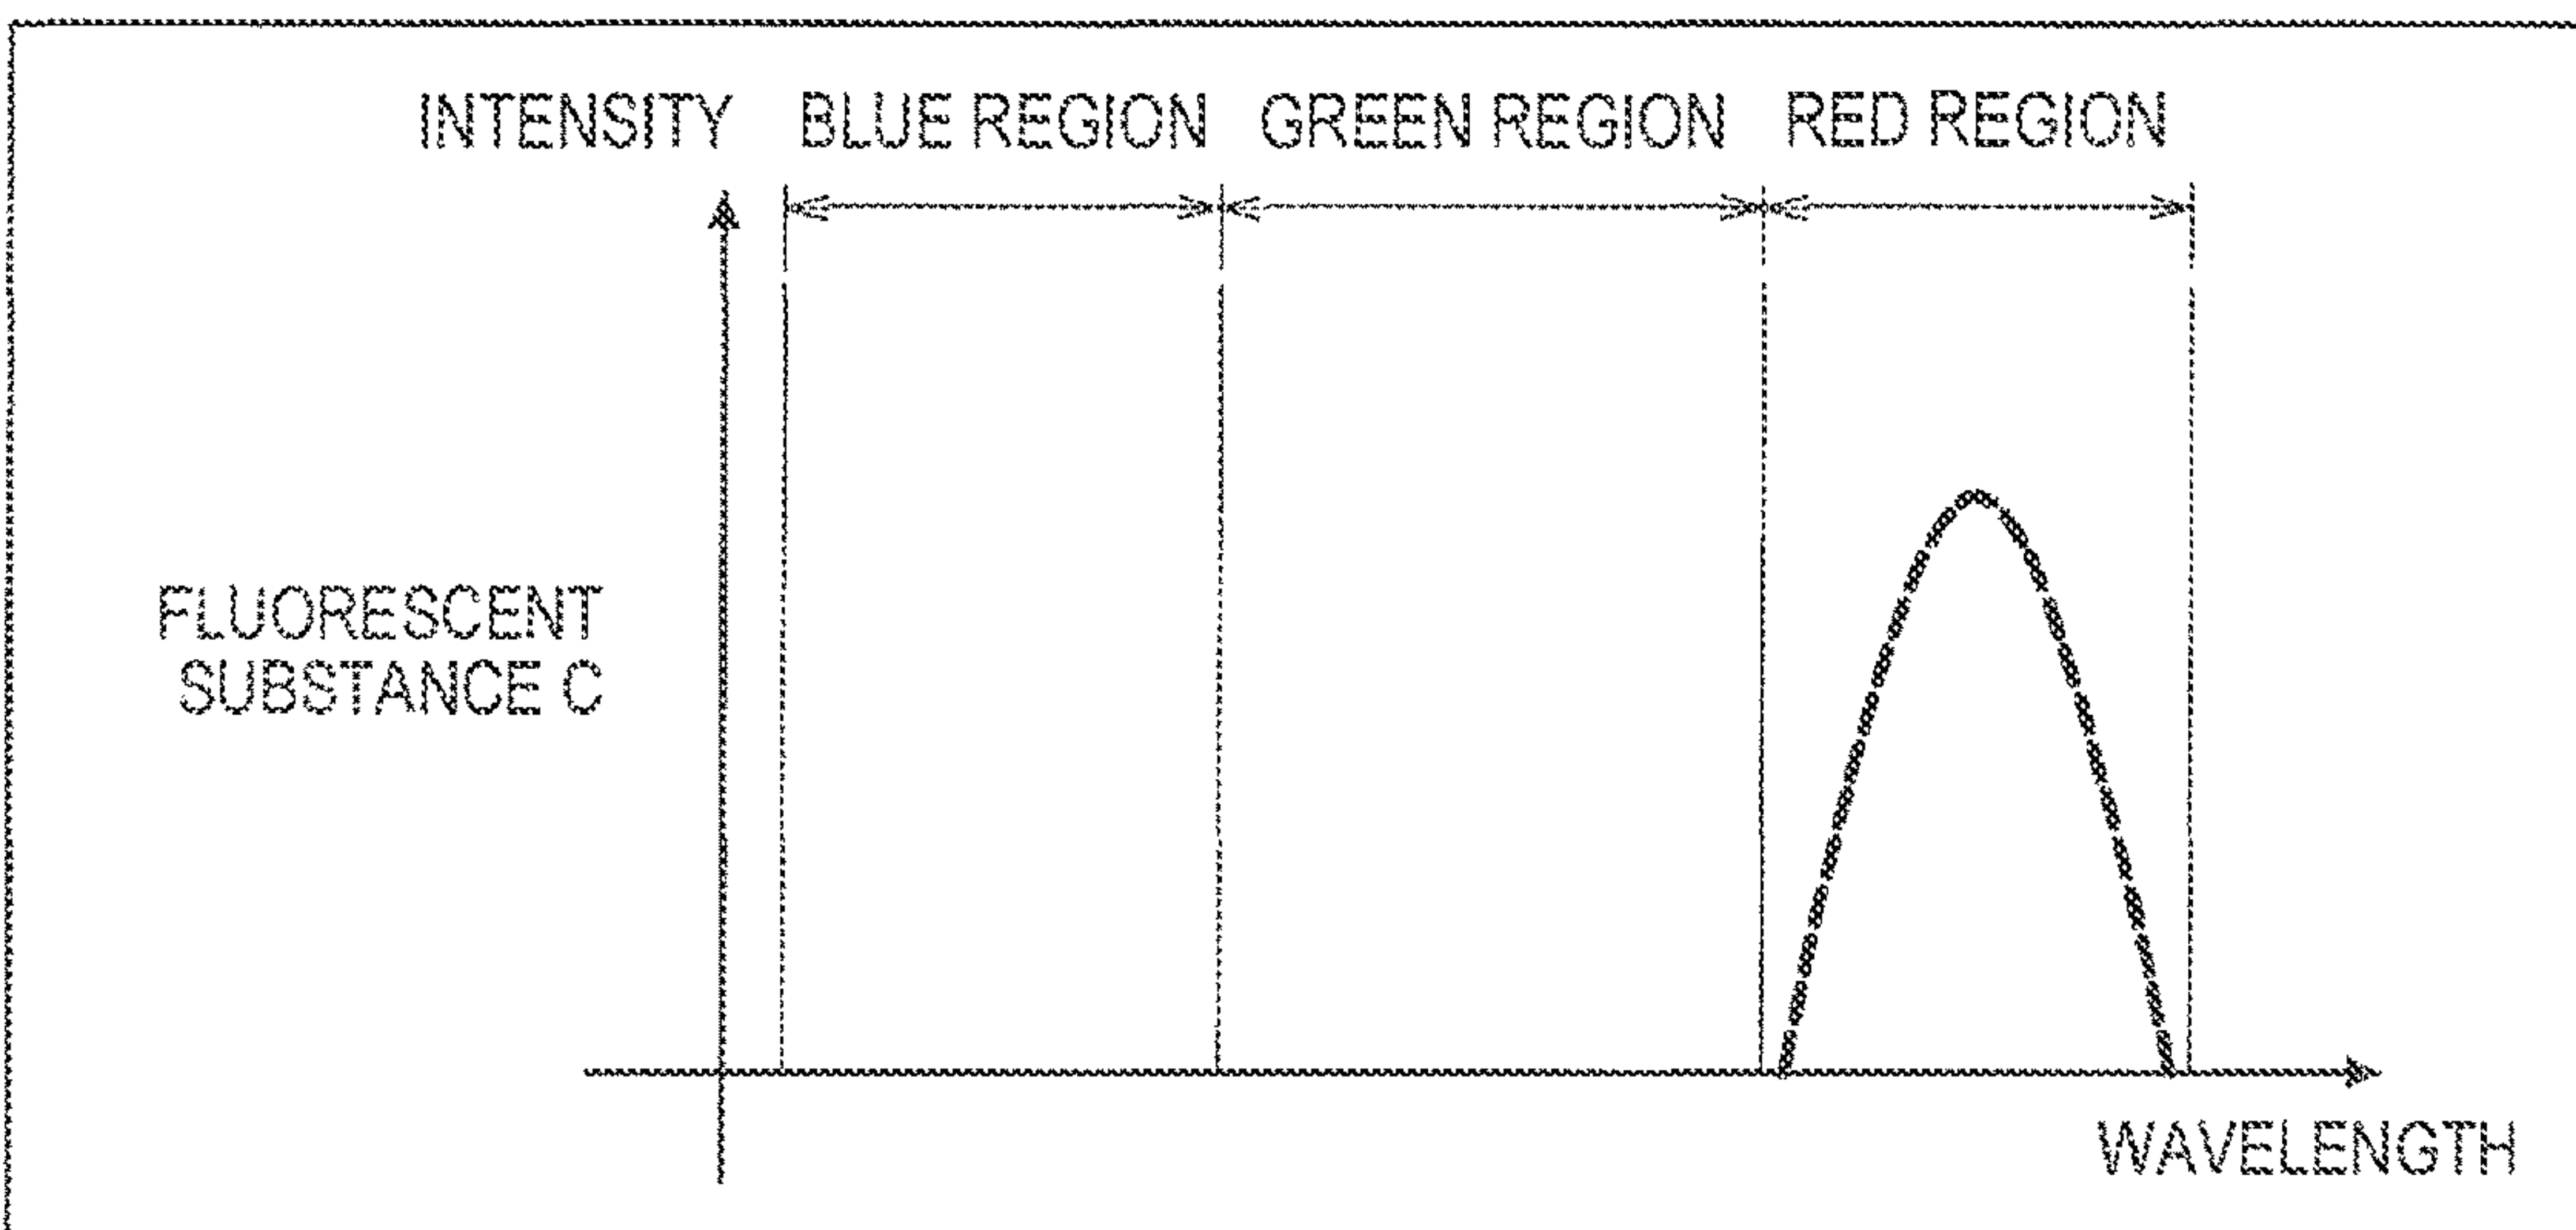 INTENSITY BLUE REGION GREEN REGION RED REGION
FLUORESCENT
SUBSTANCE C
WAVELENGTH